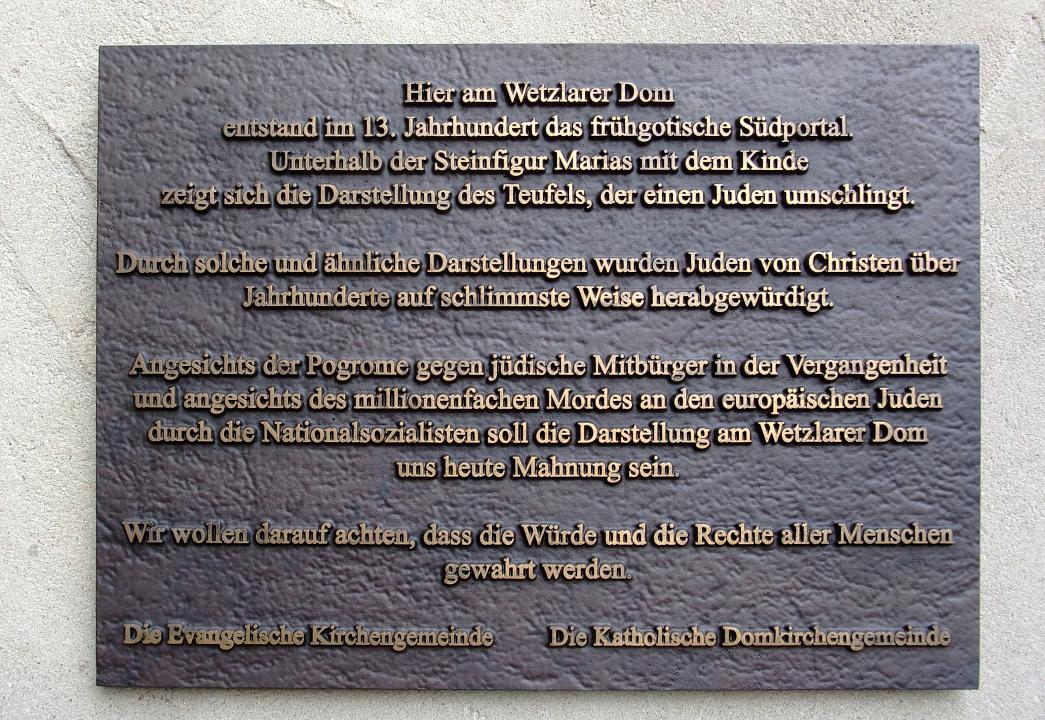 Hier am Wetzlarer Dom
entstand im 13. Jahrhundert das frühgotische Südportal.
Unterhalb der Steinfigur Marias mit dem Kinde
zeigt sich die Darstellung des Teufels, der einen Juden umschlingt.
Durch solche und ähnliche Darstellungen wurden Juden von Christen über
Jahrhunderte auf schlimmste Weise herabgewürdigt.
Angesichts der Pogrome gegen jüdische Mitbürger in der Vergangenheit
und angesichts des millionenfachen Mordes an den europäischen Juden
durch die Nationalsozialisten soll die Darstellung am Wetzlarer Dom
uns heute Mahnung sein.
Wir wollen darauf achten, dass die Würde und die Rechte aller Menschen
gewahrt werden.
Die Evangelische Kirchengemeinde Die Katholische Domkirchengemeinde